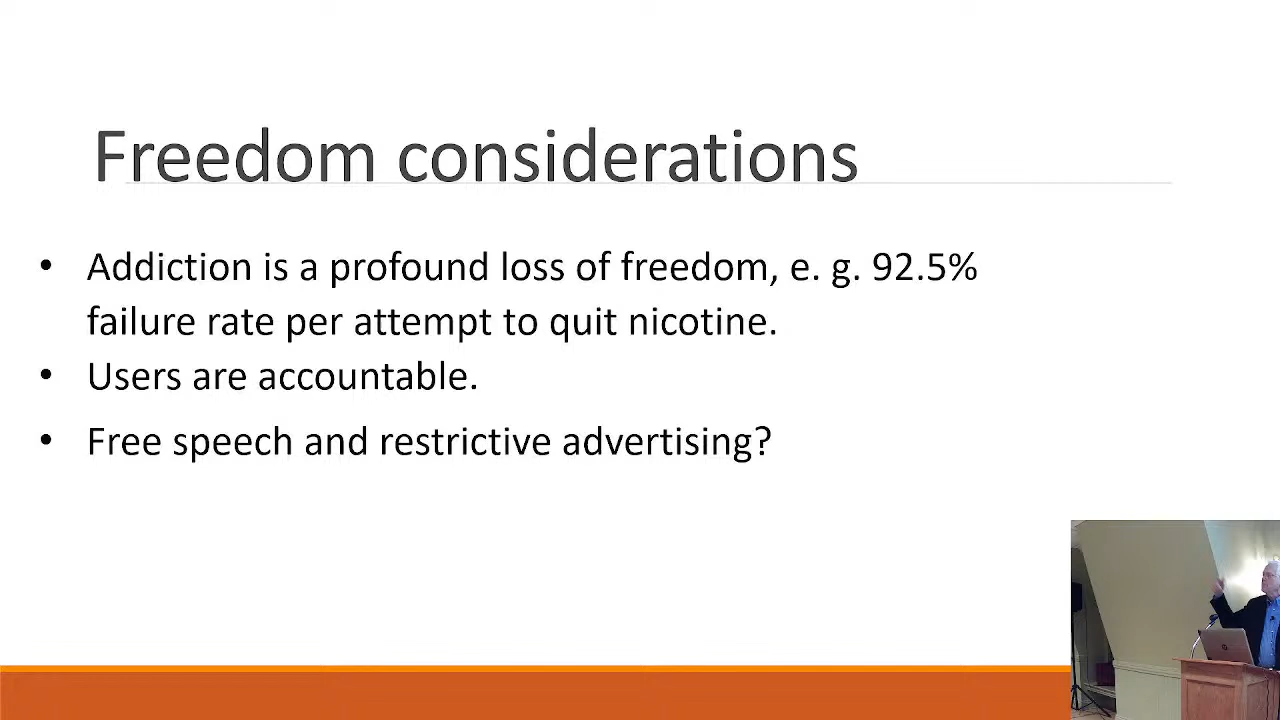 Freedom considerations
• Addiction is a profound loss of freedom, e. g. 92.5%
failure rate per attempt to quit nicotine.
• Users are accountable.
• Free speech and restrictive advertising?